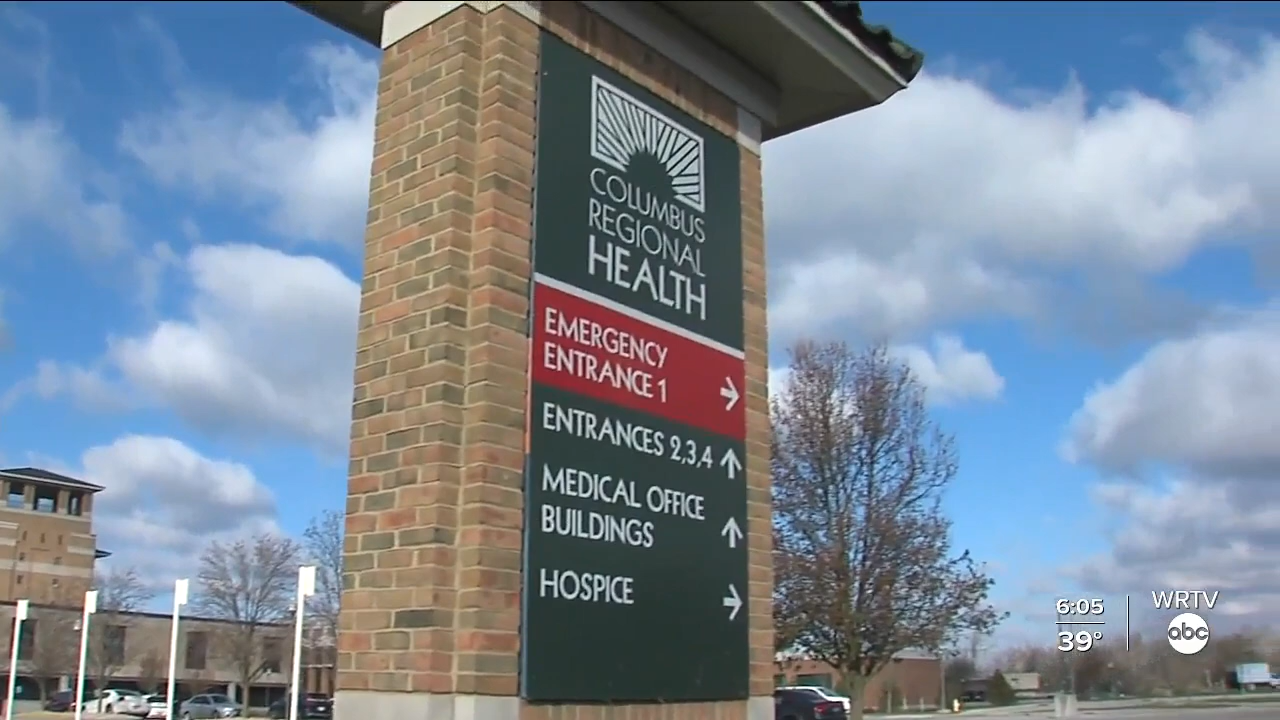 COLUMBUS
REGIONAL
HEALTH
EMERGENCY
ENTRANCE 1 →
ENTRANCES 2,3,4 ↑
MEDICAL OFFICE
BUILDINGS ↑
HOSPICE →
6:05
39°
WRTV
abc